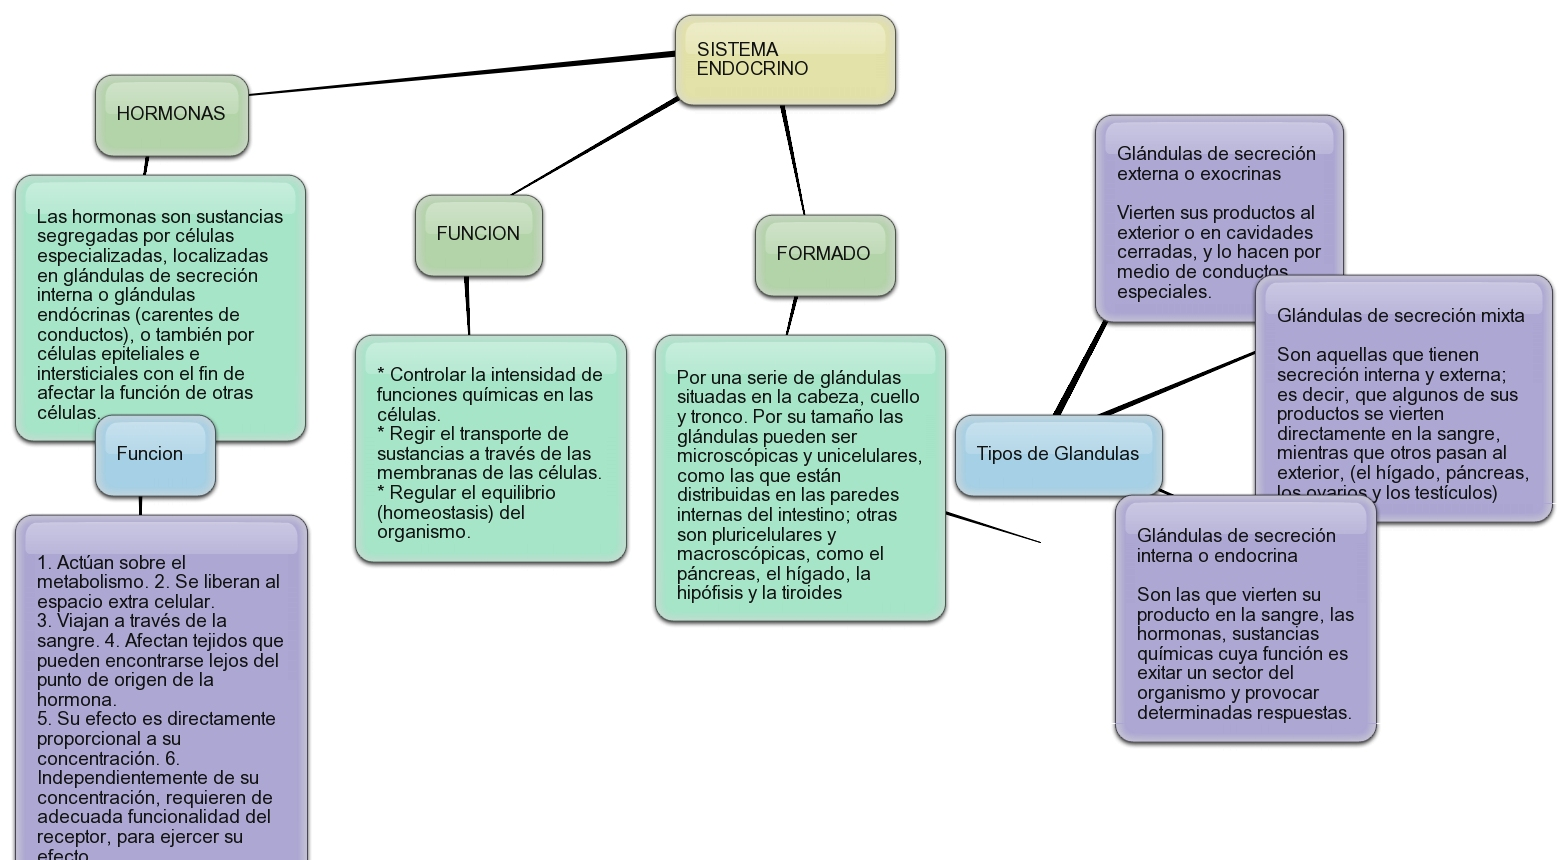 SISTEMA
ENDOCRINO
HORMONAS
Las hormonas son sustancias
segregadas por células
especializadas, localizadas
en glándulas de secreción
interna o glándulas
endócrinas (carentes de
conductos), o también por
células epiteliales e
intersticiales con el fin de
afectar la función de otras
células.
Funcion
1. Actúan sobre el
metabolismo. 2. Se liberan al
espacio extra celular.
3. Viajan a través de la
sangre. 4. Afectan tejidos que
pueden encontrarse lejos del
punto de origen de la
hormona.
5. Su efecto es directamente
proporcional a su
concentración. 6.
Independientemente de su
concentración, requieren de
adecuada funcionalidad del
receptor, para ejercer su
efecto
FUNCION
* Controlar la intensidad de
funciones químicas en las
células.
* Regir el transporte de
sustancias a través de las
membranas de las células.
* Regular el equilibrio
(homeostasis) del
organismo.
FORMADO
Por una serie de glándulas
situadas en la cabeza, cuello
y tronco. Por su tamaño las
glándulas pueden ser
microscópicas y unicelulares,
como las que están
distribuidas en las paredes
internas del intestino; otras
son pluricelulares y
macroscópicas, como el
páncreas, el hígado, la
hipófisis y la tiroides
Tipos de Glandulas
Glándulas de secreción
externa o exocrinas
Vierten sus productos al
exterior o en cavidades
cerradas, y lo hacen por
medio de conductos
especiales.
Glándulas de secreción mixta
Son aquellas que tienen
secreción interna y externa;
es decir, que algunos de sus
productos se vierten
directamente en la sangre,
mientras que otros pasan al
exterior, (el hígado, páncreas,
los ovarios y los testículos)
Glándulas de secreción
interna o endocrina
Son las que vierten su
producto en la sangre, las
hormonas, sustancias
químicas cuya función es
exitar un sector del
organismo y provocar
determinadas respuestas.